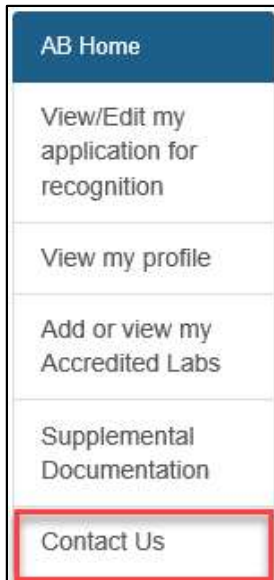 AB Home
View/Edit my
application for
recognition
View my profile
Add or view my
Accredited Labs
Supplemental
Documentation
Contact Us